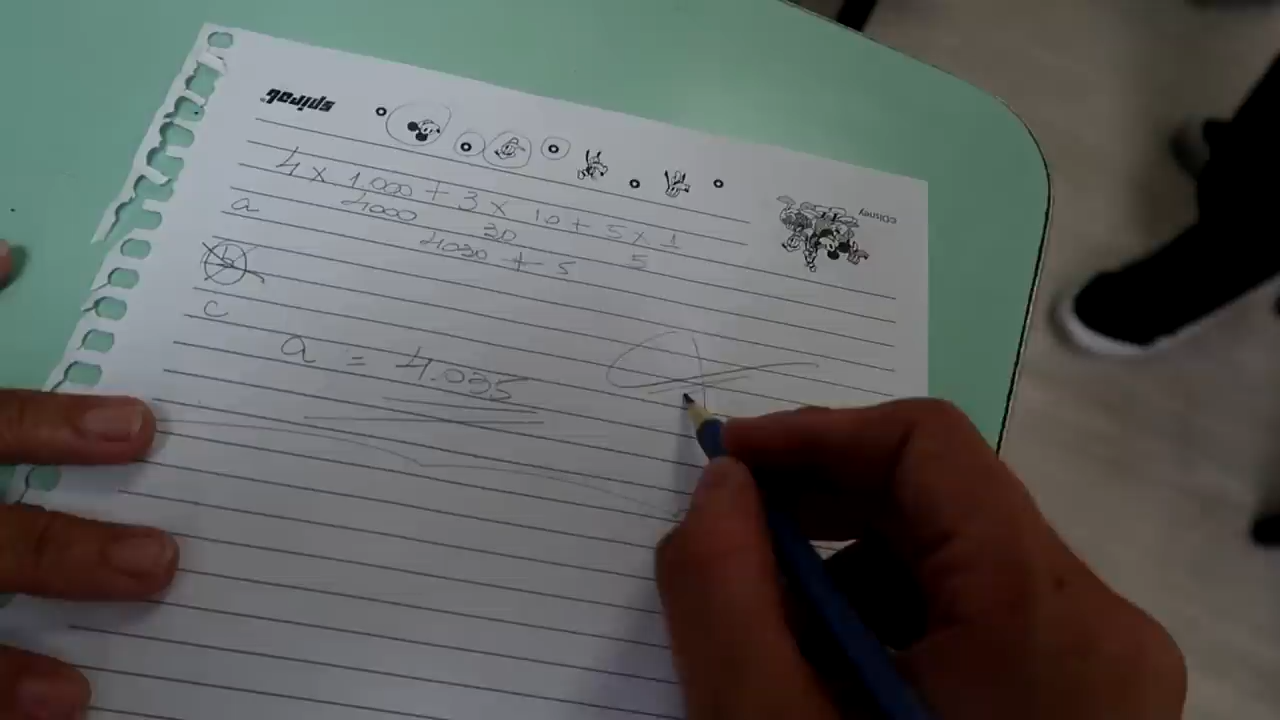 spiral®
©Disney
4 x 1.000 + 3 x 10 + 5 x 1
a 4000 30 5
4030 + 5
b
c
a = 4.035